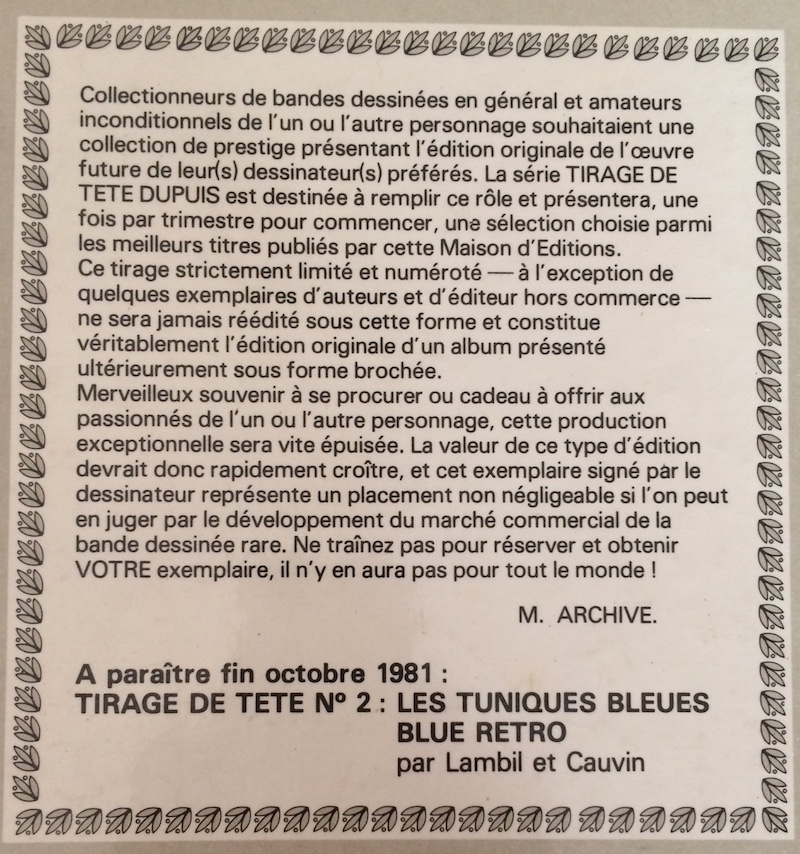 Collectionneurs de bandes dessinées en général et amateurs
inconditionnels de l'un ou l'autre personnage souhaitaient une
collection de prestige présentant l'édition originale de l'œuvre
future de leur(s) dessinateur(s) préférés. La série TIRAGE DE
TETE DUPUIS est destinée à remplir ce rôle et présentera, une
fois par trimestre pour commencer, une sélection choisie parmi
les meilleurs titres publiés par cette Maison d'Editions.
Ce tirage strictement limité et numéroté — à l'exception de
quelques exemplaires d'auteurs et d'éditeur hors commerce —
ne sera jamais réédité sous cette forme et constitue
véritablement l'édition originale d'un album présenté
ultérieurement sous forme brochée.
Merveilleux souvenir à se procurer ou cadeau à offrir aux
passionnés de l'un ou l'autre personnage, cette production
exceptionnelle sera vite épuisée. La valeur de ce type d'édition
devrait donc rapidement croître, et cet exemplaire signé par le
dessinateur représente un placement non négligeable si l'on peut
en juger par le développement du marché commercial de la
bande dessinée rare. Ne traînez pas pour réserver et obtenir
VOTRE exemplaire, il n'y en aura pas pour tout le monde !
M. ARCHIVE.
A paraître fin octobre 1981 :
TIRAGE DE TETE Nº 2 : LES TUNIQUES BLEUES
BLUE RETRO
par Lambil et Cauvin